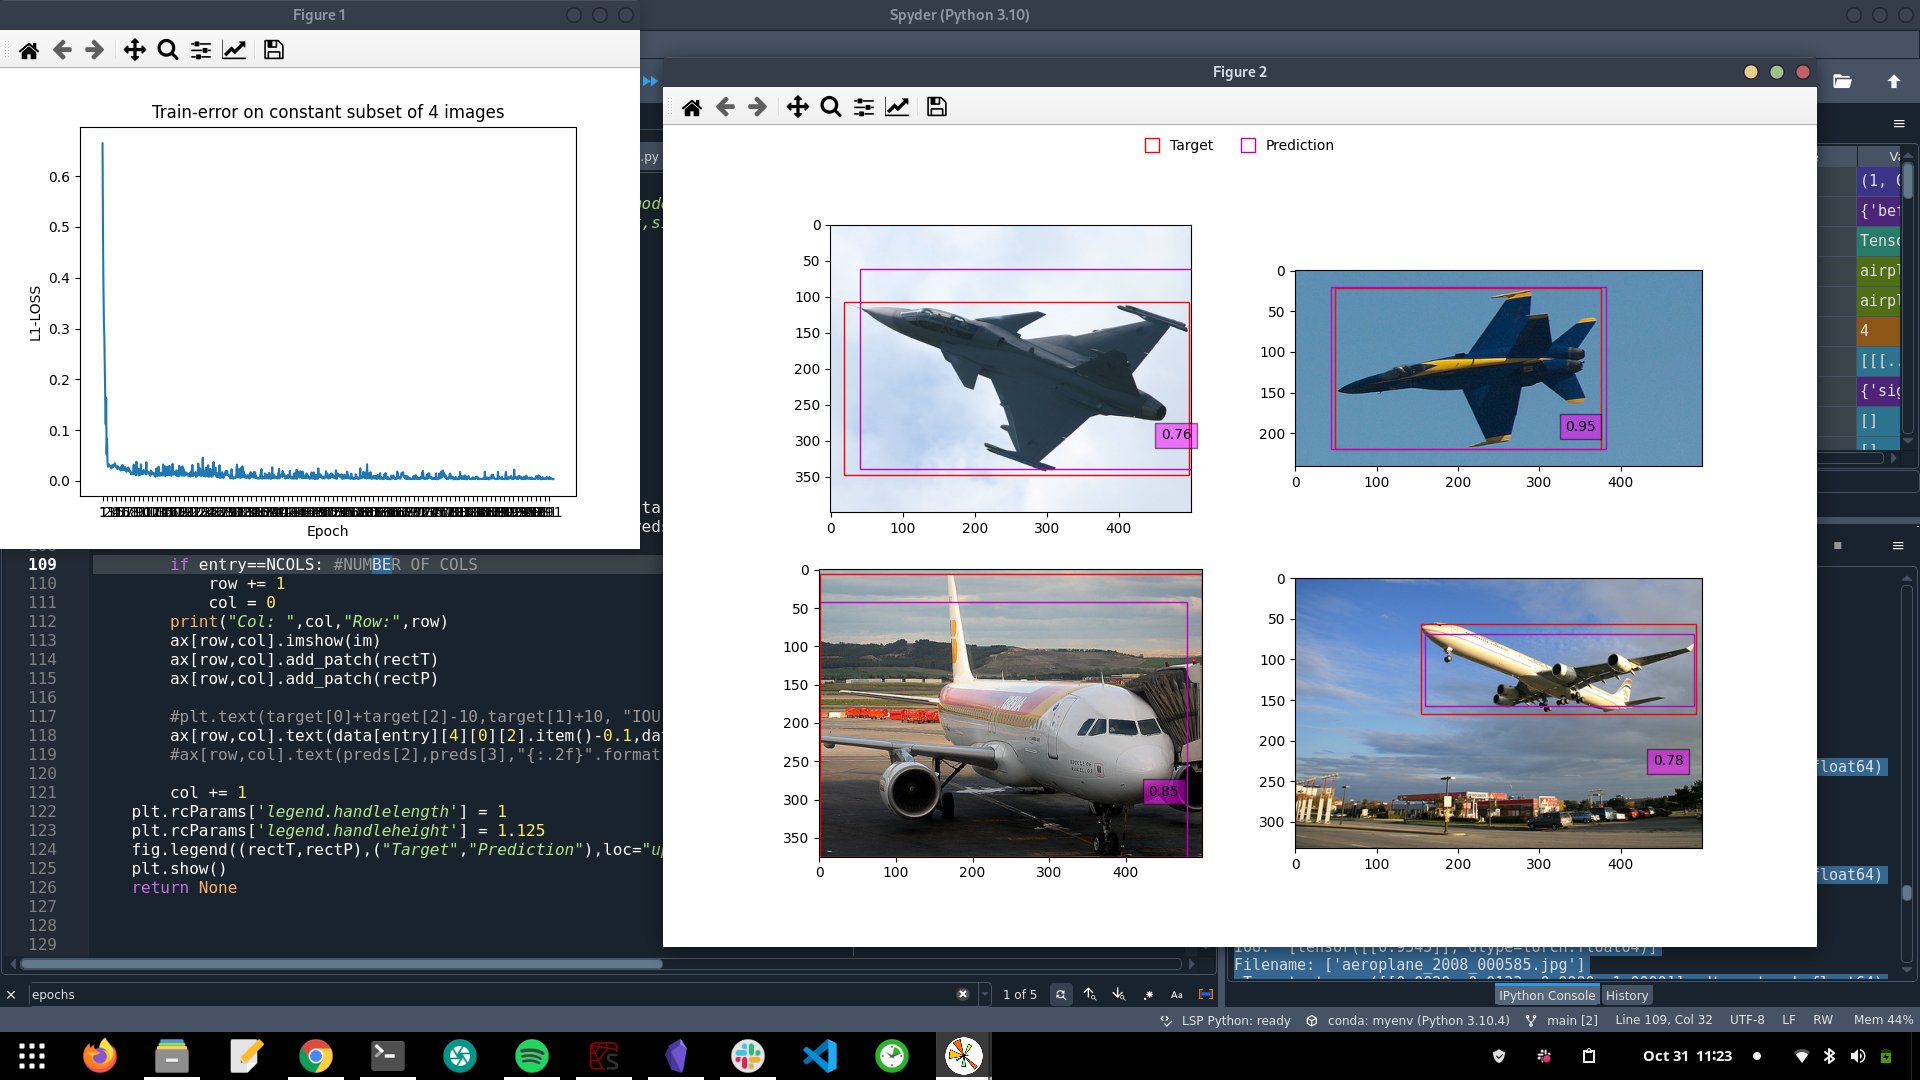 Figure 1
Spyder (Python 3.10)
Figure 2
Train-error on constant subset of 4 images
0.6
0.5
0.4
0.3
0.2
0.1
0.0
L1-LOSS
Epoch
Target
Prediction
0
50
100
150
200
250
300
350
0
100
200
300
400
0.76
0
50
100
150
200
0
100
200
300
400
0.95
0
50
100
150
200
250
300
350
0
100
200
300
400
0.85
0
50
100
150
200
250
300
0
100
200
300
400
0.78
.py
(1, 
{'bef
Tenso
airpl
airpl
4
[[[..
{'sig
[]
109 if entry==NCOLS: #NUMBER OF COLS
110 row += 1
111 col = 0
112 print("Col: ",col,"Row:",row)
113 ax[row,col].imshow(im)
114 ax[row,col].add_patch(rectT)
115 ax[row,col].add_patch(rectP)
116
117 #plt.text(target[0]+target[2]-10,target[1]+10, "IOU
118 ax[row,col].text(data[entry][4][0][2].item()-0.1,da
119 #ax[row,col].text(preds[2],preds[3],"{:.2f}".format
120
121 col += 1
122 plt.rcParams['legend.handlelength'] = 1
123 plt.rcParams['legend.handleheight'] = 1.125
124 fig.legend((rectT,rectP),("Target","Prediction"),loc="u
125 plt.show()
126 return None
127
128
129
float64)
float64)
Filename: ['aeroplane_2008_000585.jpg']
epochs
1 of 5
Aa
IPython Console
History
LSP Python: ready
conda: myenv (Python 3.10.4)
main [2]
Line 109, Col 32
UTF-8
LF
RW
Mem 44%
Oct 31 11:23